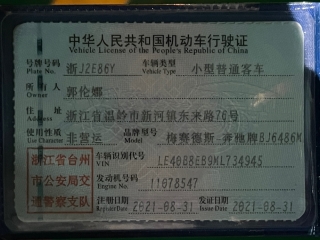 中华人民共和国机动车行驶证
Vehicle License of the People's Republic of China
号牌号码 浙J2E86Y 车辆类型 小型普通客车
Plate No. Vehicle Type
所有人 郭伦娜
Owner
住址 浙江省温岭市新河镇东来路76号
Address
使用性质 非营运 品牌型号 梅赛德斯-奔驰牌BJ6486M
Use Character Model
浙江省台州
市公安局交
通警察支队
车辆识别代号 LE40B8EB9ML734945
VIN
发动机号码 11078547
Engine No.
注册日期 2021-08-31 发证日期 2021-08-31
Register Date Issue Date